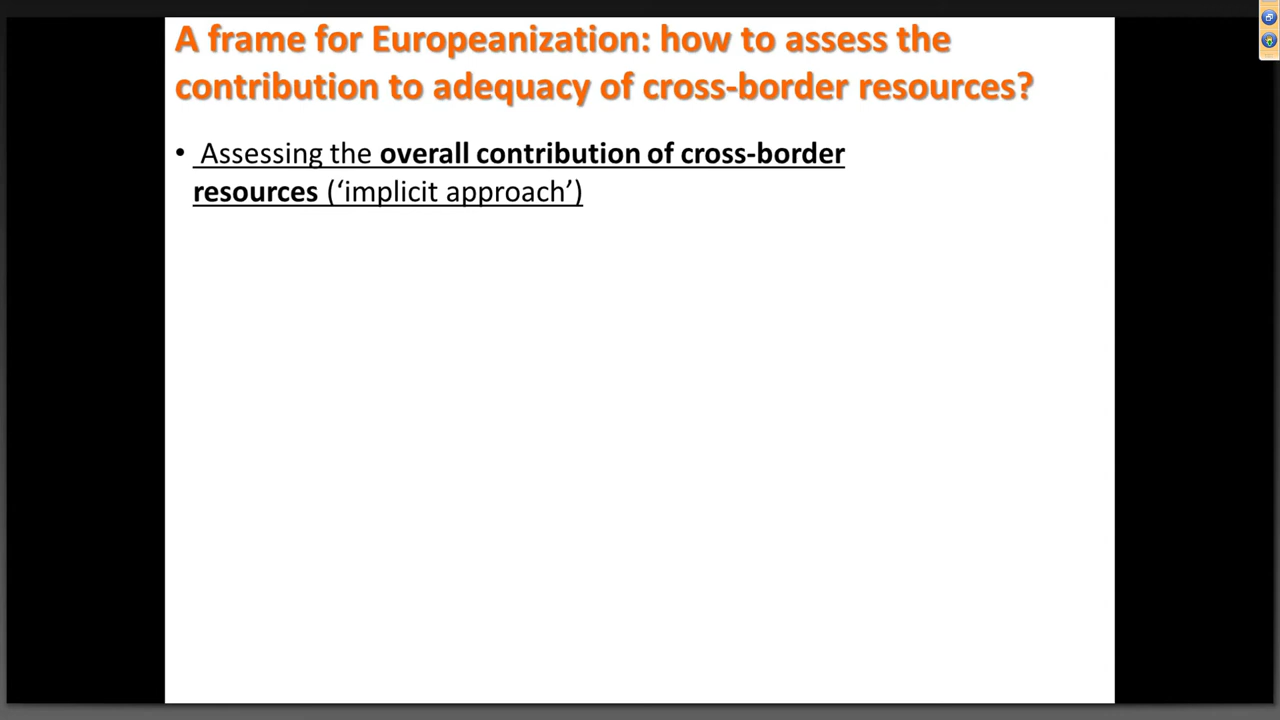 A frame for Europeanization: how to assess the
contribution to adequacy of cross-border resources?
• Assessing the overall contribution of cross-border
resources (‘implicit approach’)